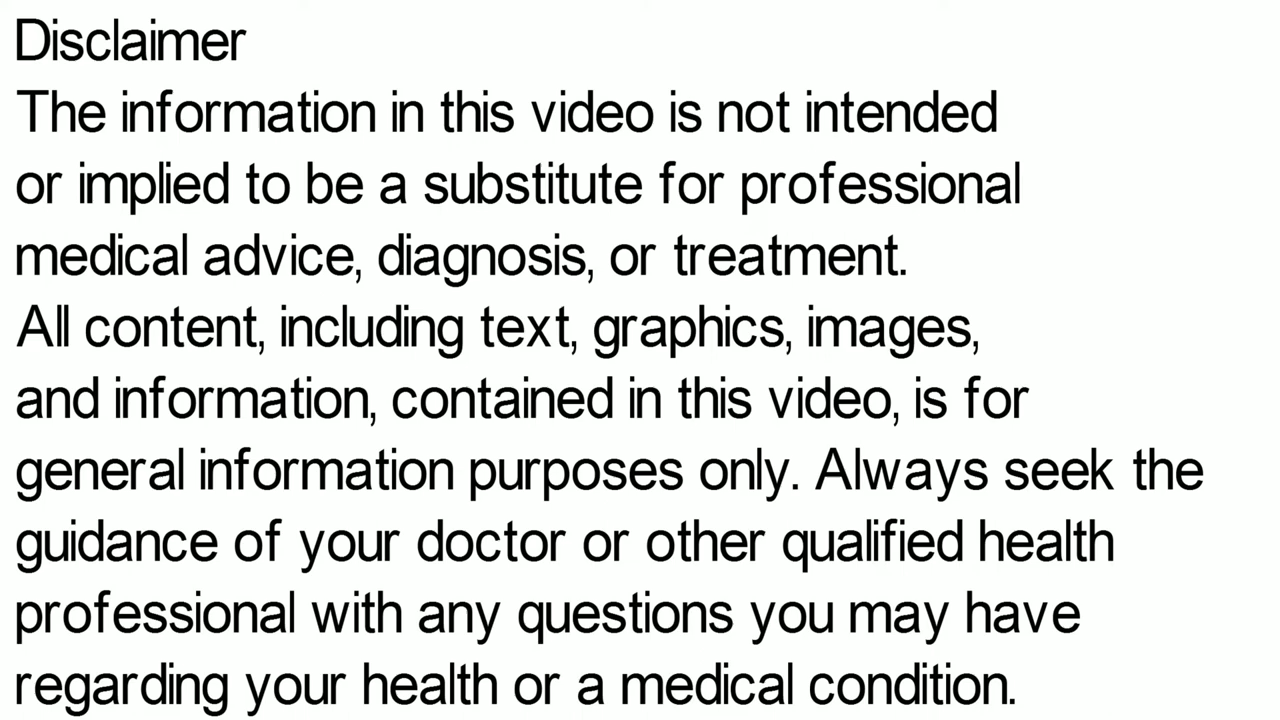 Disclaimer
The information in this video is not intended
or implied to be a substitute for professional
medical advice, diagnosis, or treatment.
All content, including text, graphics, images,
and information, contained in this video, is for
general information purposes only. Always seek the
guidance of your doctor or other qualified health
professional with any questions you may have
regarding your health or a medical condition.